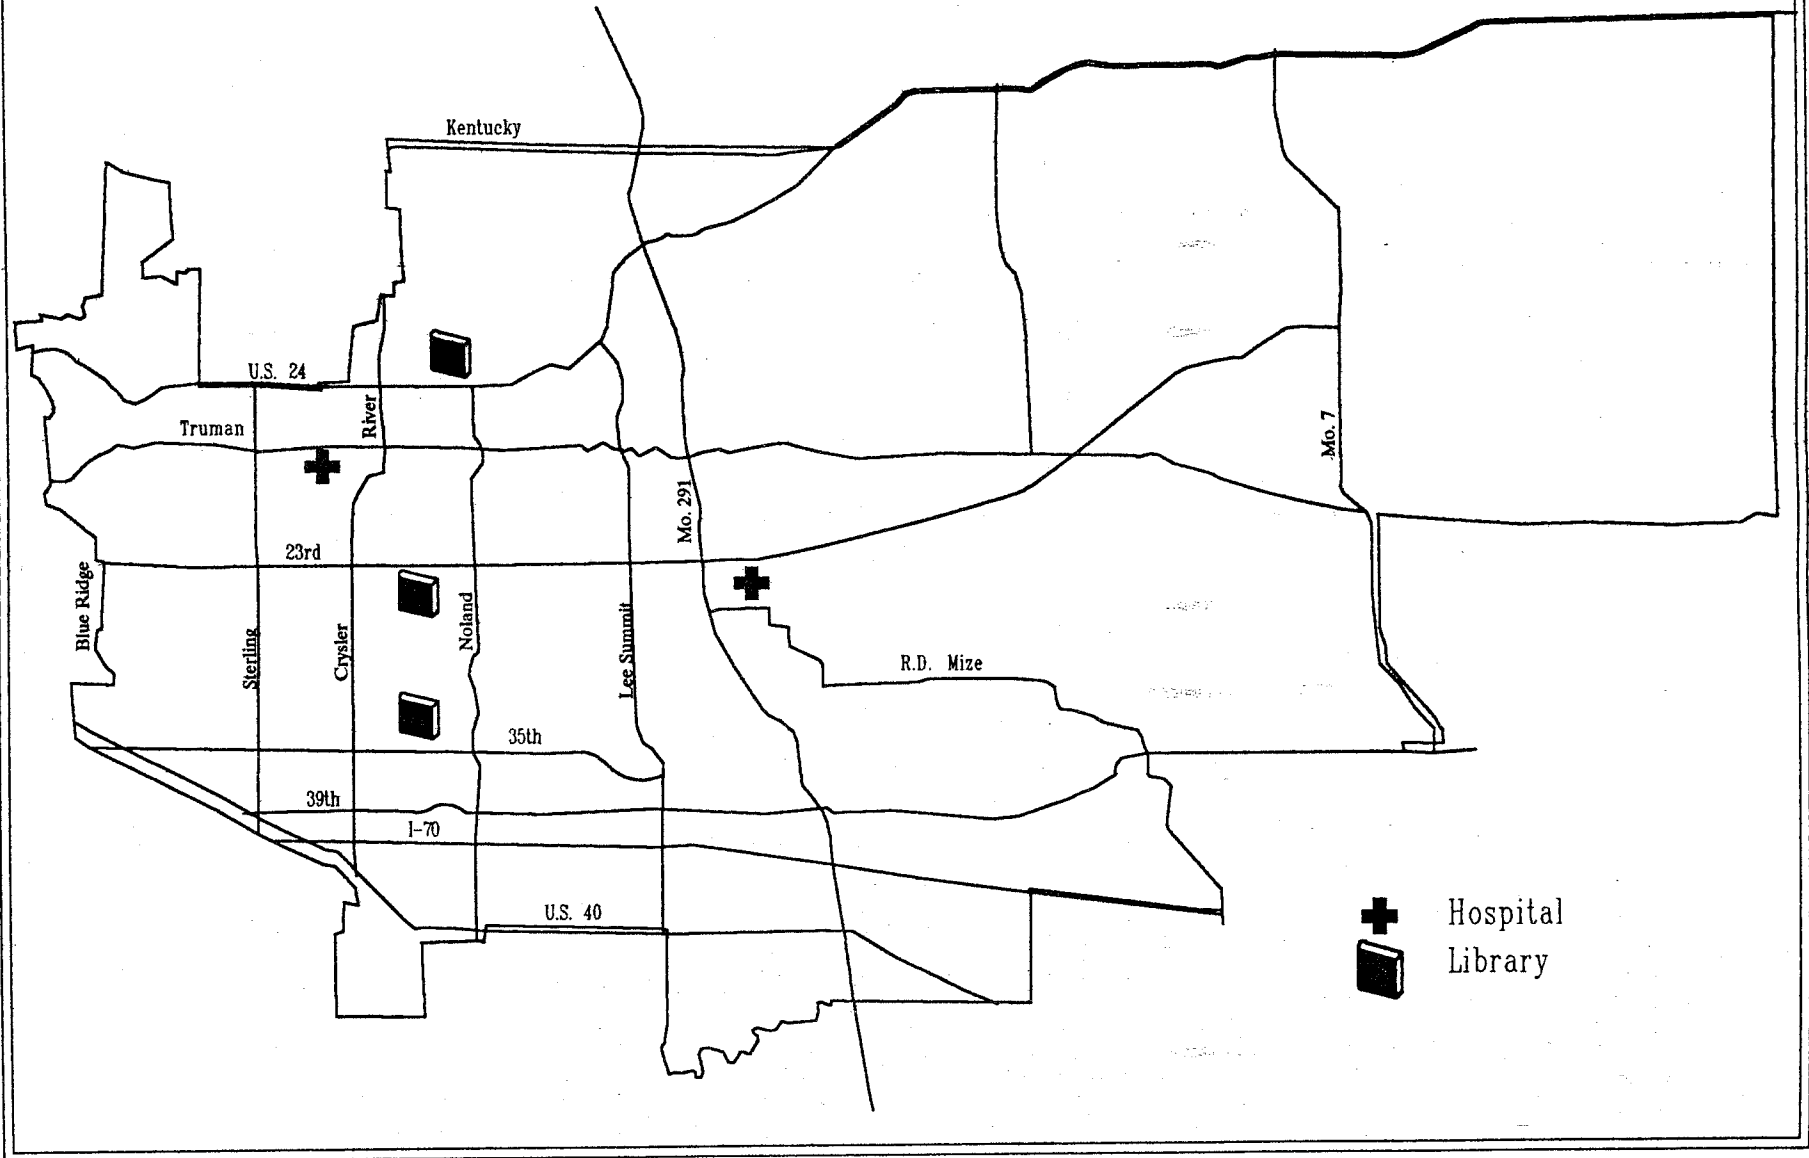 Kentucky
U.S. 24
River
Truman
Mo. 7
Mo. 291
23rd
Blue Ridge
Sterling
Crysler
Noland
Lee Summit
R.D. Mize
35th
39th
I-70
U.S. 40
Hospital
Library